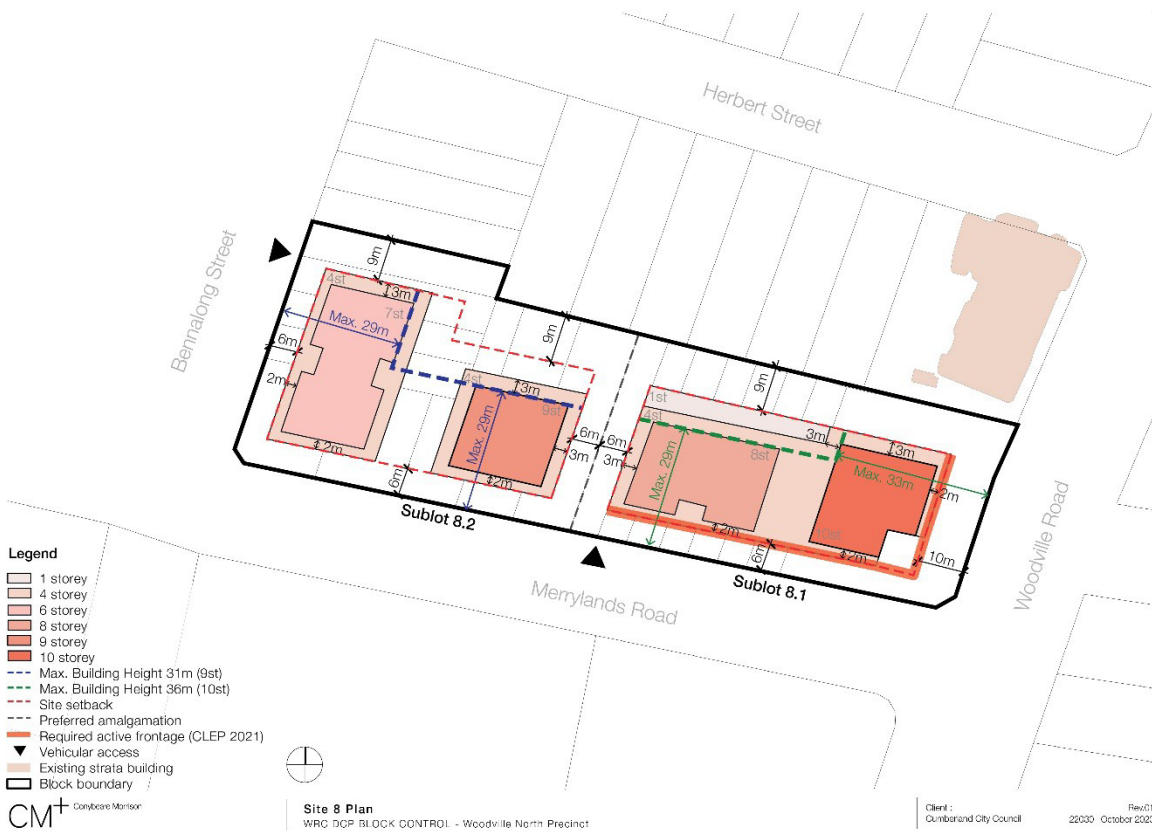 Herbert Street
Bennalong Street
9m
4st
3m
7st
Max. 29m
6m
2m
2m
9m
4st
3m
9st
Max. 29m
6m
6m
3m
2m
6m
Sublot 8.2
9m
1st
4st
3m
3m
8st
3m
Max. 29m
Max. 33m
2m
2m
10st
2m
6m
10m
Sublot 8.1
Merrylands Road
Woodville Road
Legend
1 storey
4 storey
6 storey
8 storey
9 storey
10 storey
Max. Building Height 31m (9st)
Max. Building Height 36m (10st)
Site setback
Preferred amalgamation
Required active frontage (CLEP 2021)
Vehicular access
Existing strata building
Block boundary
CM+ Conybeare Morrison
Site 8 Plan
WRC DCP BLOCK CONTROL - Woodville North Precinct
Client :
Cumberland City Council
Rev.01
22030 October 2023